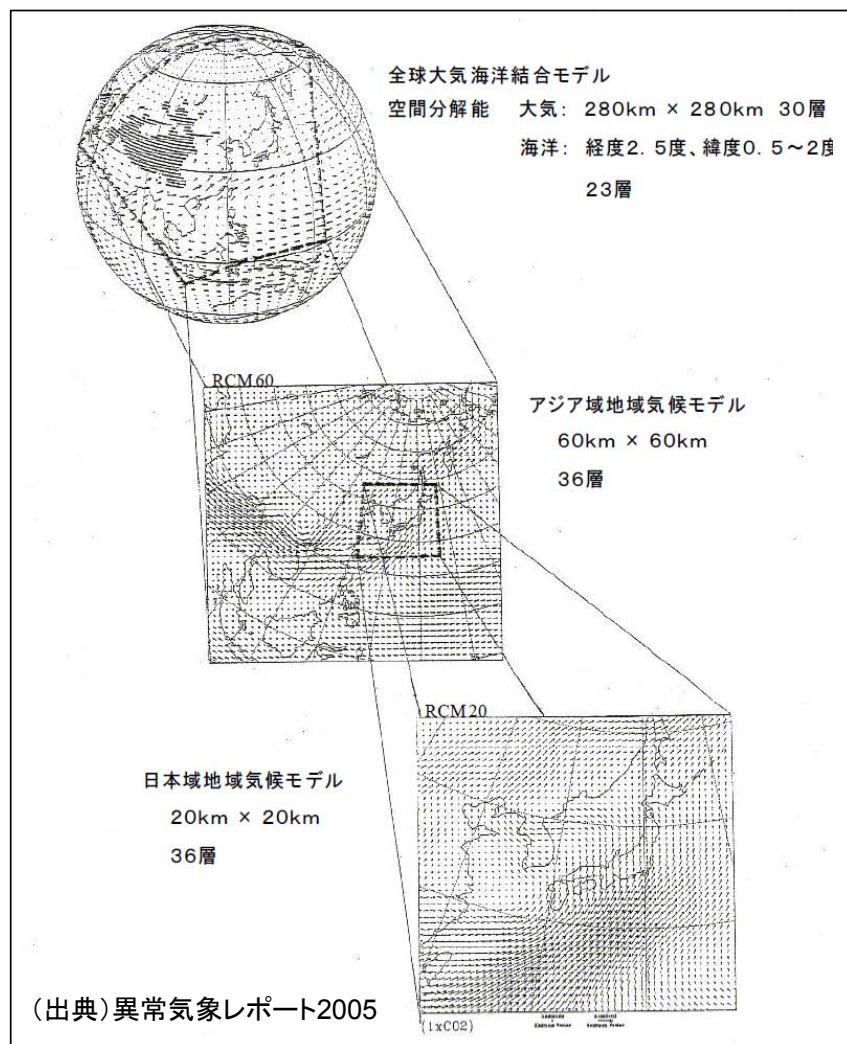 全球大気海洋結合モデル
空間分解能 大気: 280km × 280km 30層
海洋: 経度2.5度、緯度0.5~2度
23層
RCM60
アジア域地域気候モデル
60km × 60km
36層
RCM20
日本域地域気候モデル
20km × 20km
36層
(出典)異常気象レポート2005
(1xCO2)